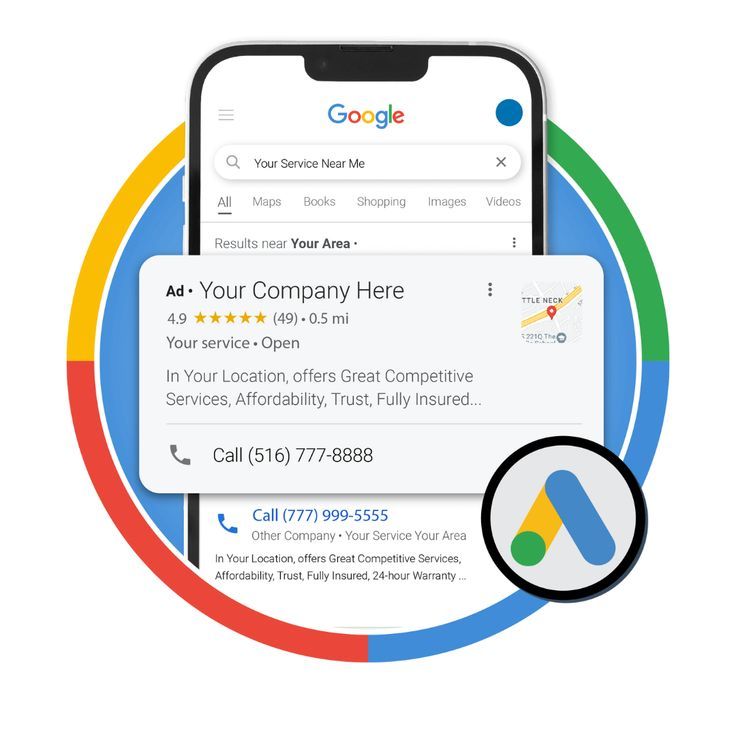 Google
Your Service Near Me
All Maps Books Shopping Images Videos
Results near Your Area •
Ad • Your Company Here
4.9 ★★★★★ (49) • 0.5 mi
Your service • Open
In Your Location, offers Great Competitive
Services, Affordability, Trust, Fully Insured...
TTLE NECK
Call (516) 777-8888
Call (777) 999-5555
Other Company • Your Service Your Area
In Your Location, offers Great Competitive Services,
Affordability, Trust, Fully Insured, 24-hour Warranty ...